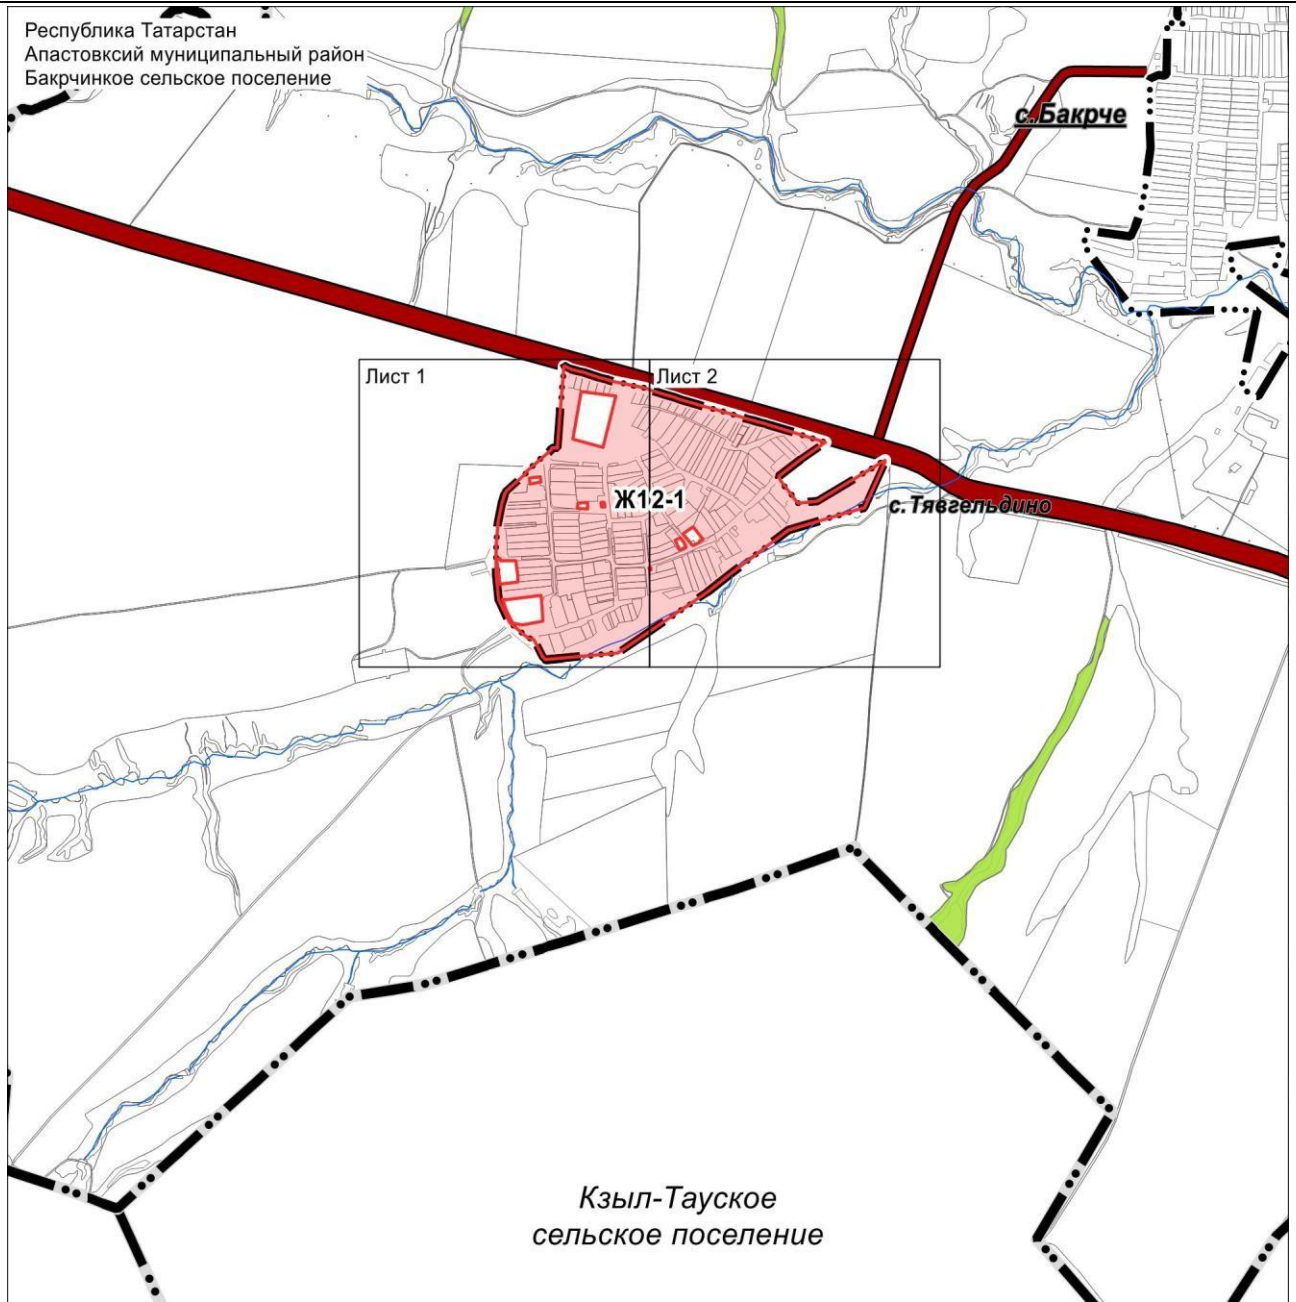 Республика Татарстан
Апастовксий муниципальный район
Бакрчинкое сельское поселение
с.Бакрче
Лист 1
Лист 2
Ж12-1
с.Тявгельдино
Кзыл-Тауское
сельское поселение